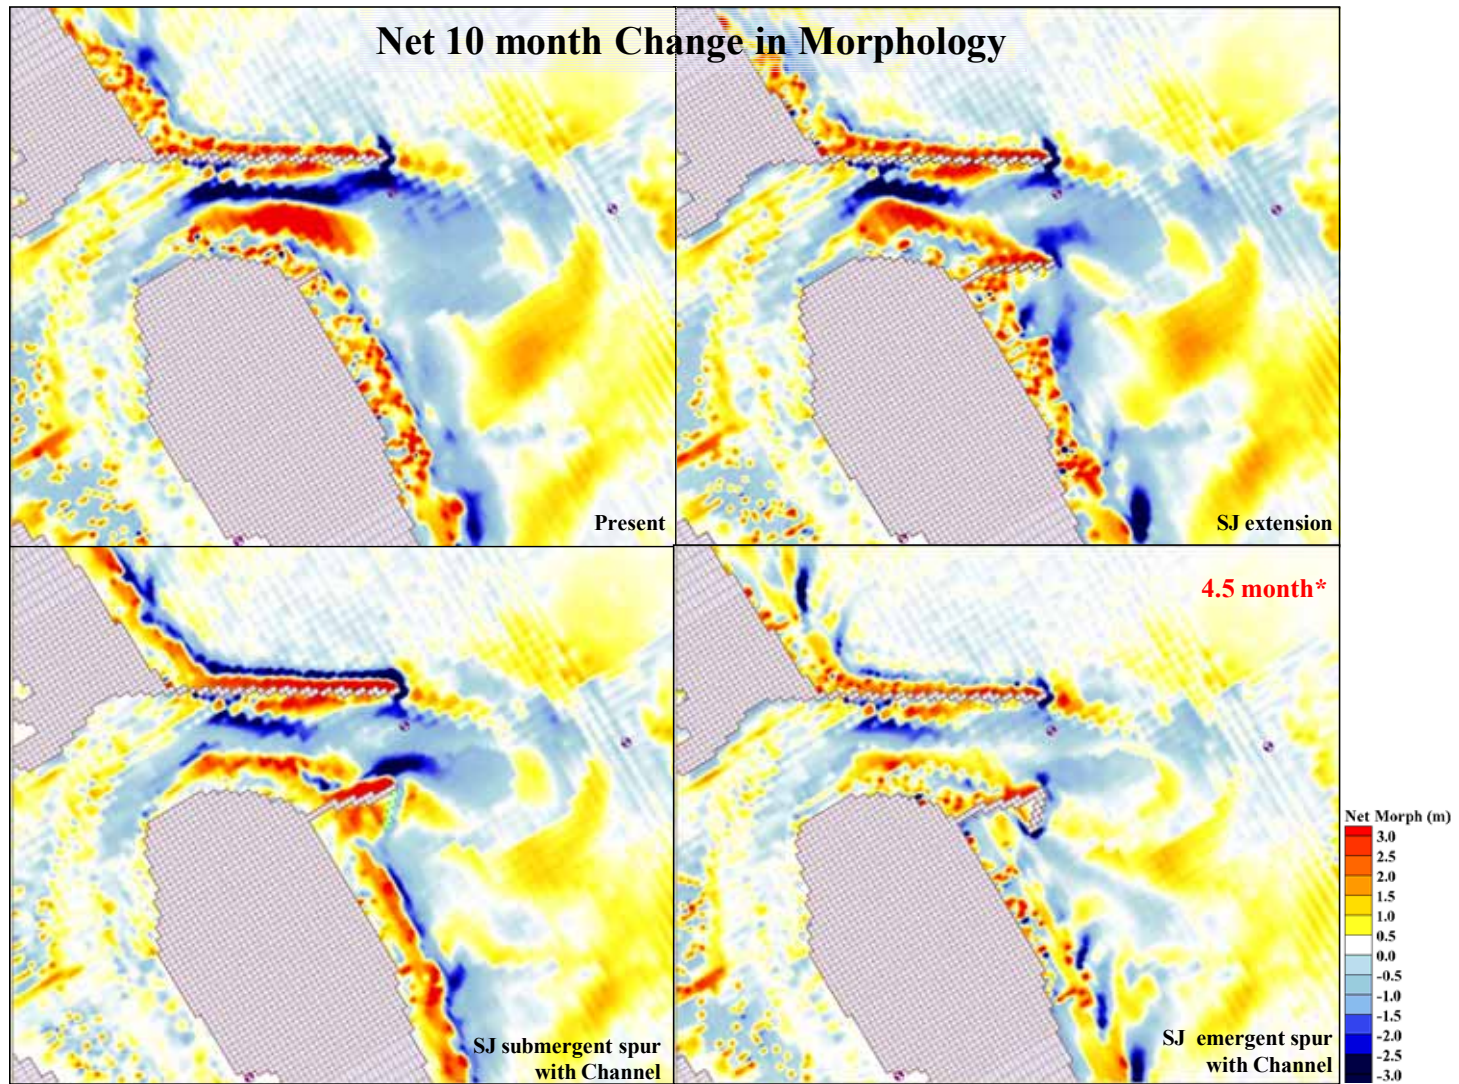 Net 10 month Change in Morphology
Present
SJ extension
4.5 month*
SJ submergent spur
with Channel
SJ emergent spur
with Channel
Net Morph (m)
3.0
2.5
2.0
1.5
1.0
0.5
0.0
-0.5
-1.0
-1.5
-2.0
-2.5
-3.0